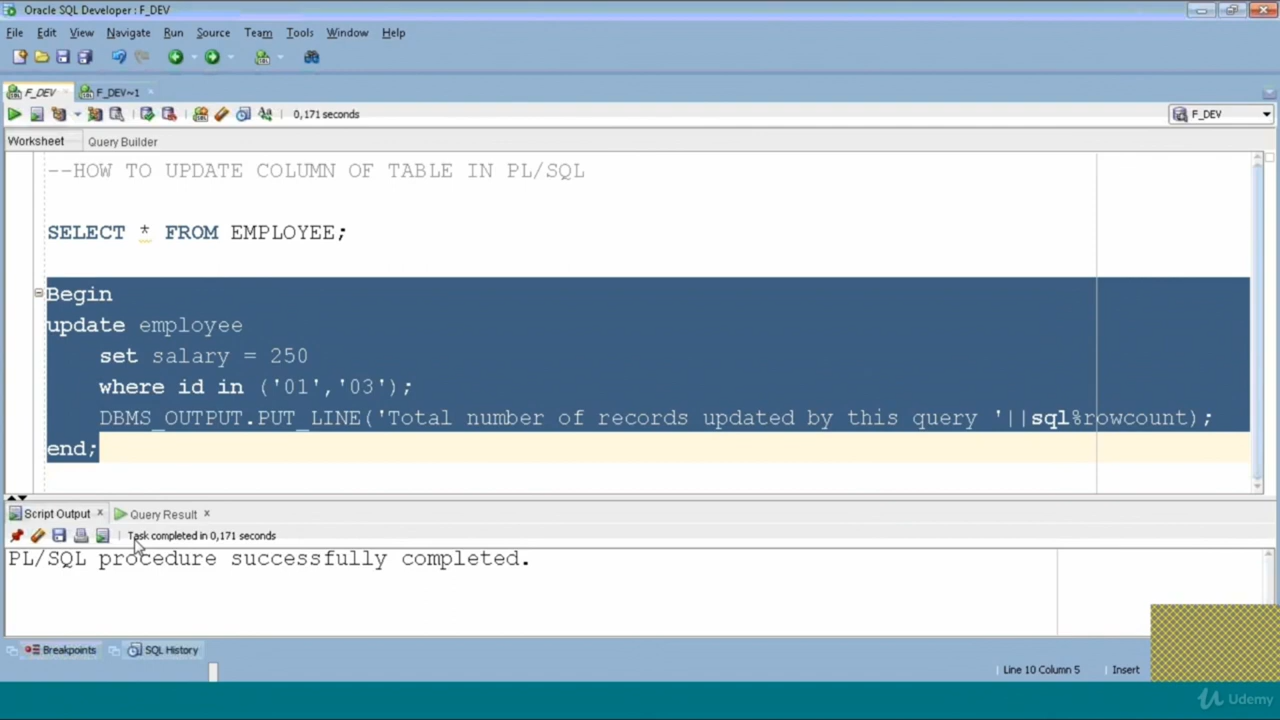 Oracle SQL Developer : F_DEV
File Edit View Navigate Run Source Team Tools Window Help
F_DEV F_DEV~1
0,171 seconds F_DEV
Worksheet Query Builder
--HOW TO UPDATE COLUMN OF TABLE IN PL/SQL
SELECT * FROM EMPLOYEE;
Begin
update employee
set salary = 250
where id in ('01','03');
DBMS_OUTPUT.PUT_LINE('Total number of records updated by this query '||sql%rowcount);
end;
Script Output Query Result
Task completed in 0,171 seconds
PL/SQL procedure successfully completed.
Breakpoints SQL History
Line 10 Column 5 Insert
Udemy